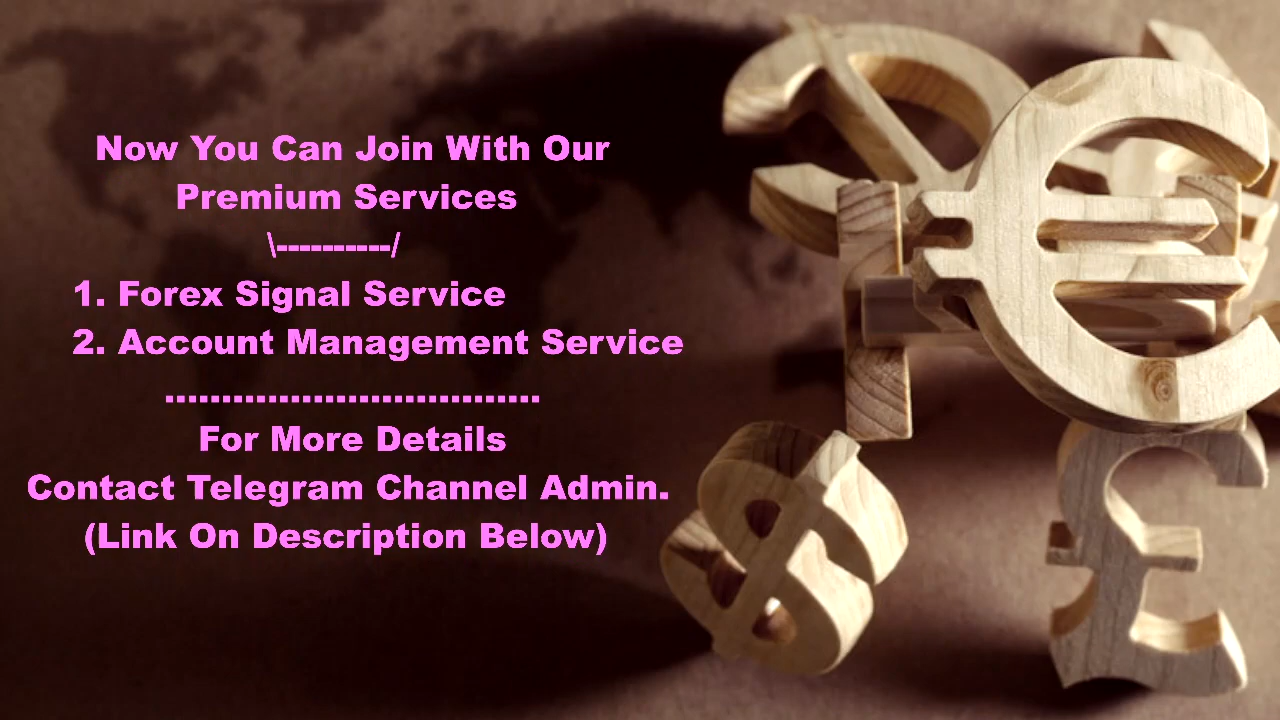 Now You Can Join With Our
Premium Services
\----------/
1. Forex Signal Service
2. Account Management Service
.................................
For More Details
Contact Telegram Channel Admin.
(Link On Description Below)